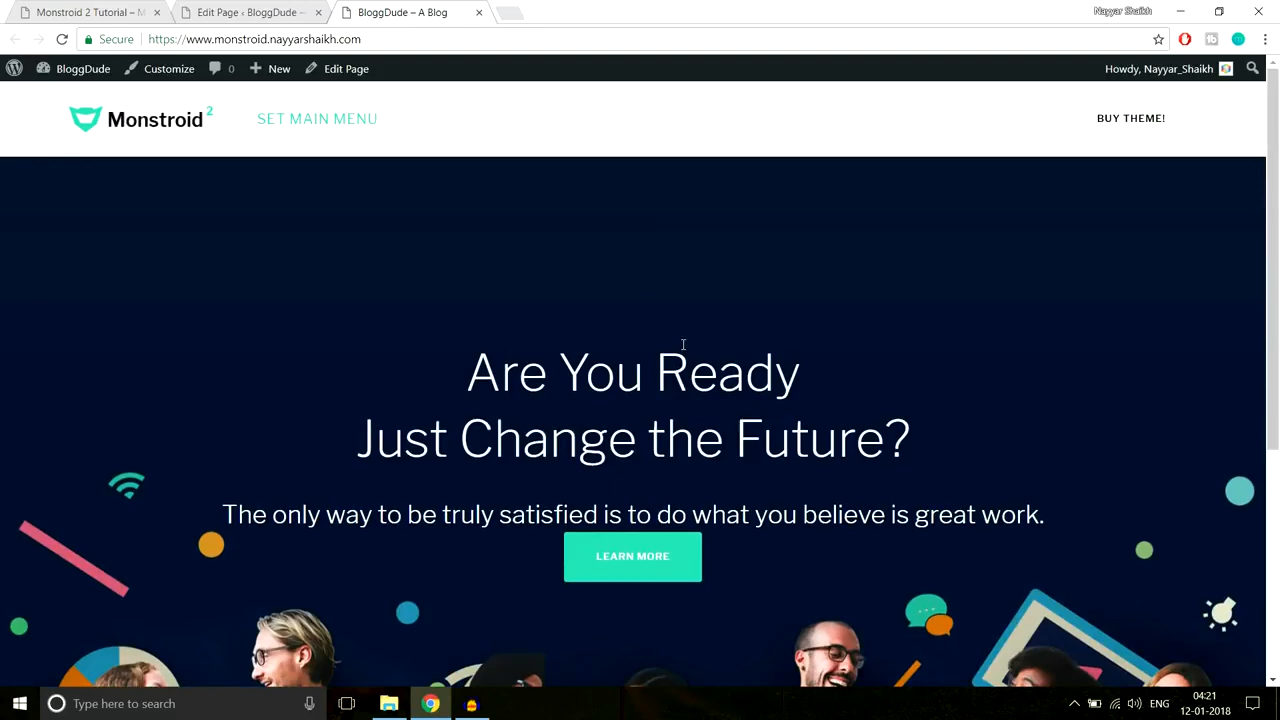 Monstroid 2 Tutorial – M
Edit Page ‹ BloggDude –
BloggDude – A Blog
Nayyar Shaikh
Secure
https://www.monstroid.nayyarshaikh.com
BloggDude
Customize
0
New
Edit Page
Howdy, Nayyar_Shaikh
Monstroid 2
SET MAIN MENU
BUY THEME!
Are You Ready
Just Change the Future?
The only way to be truly satisfied is to do what you believe is great work.
LEARN MORE
Type here to search
ENG
04:21
12-01-2018